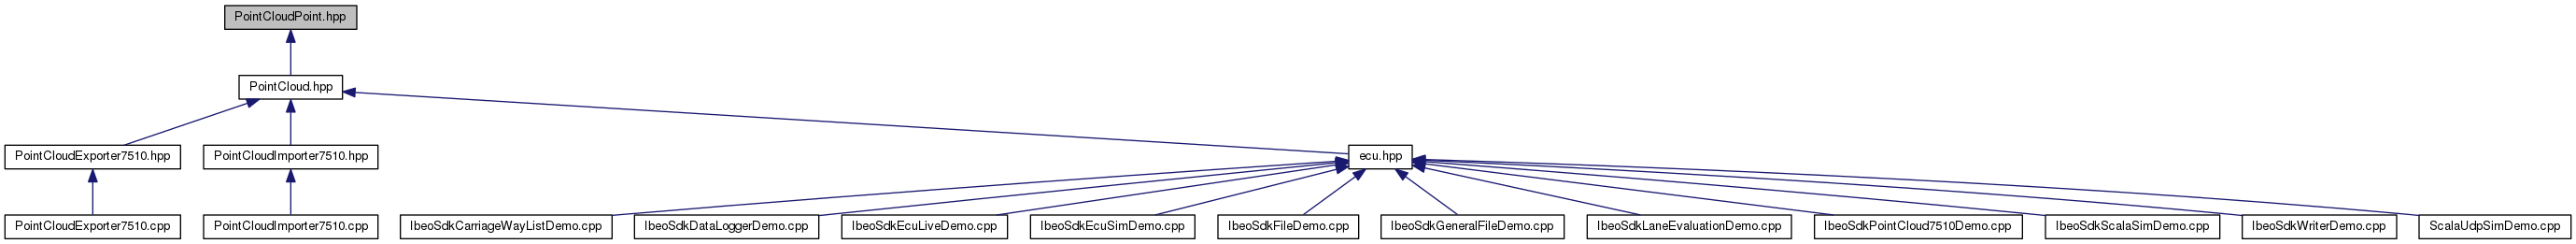 PointCloudPoint.hpp
PointCloud.hpp
PointCloudExporter7510.hpp
PointCloudImporter7510.hpp
ecu.hpp
PointCloudExporter7510.cpp
PointCloudImporter7510.cpp
IbeoSdkCarriageWayListDemo.cpp
IbeoSdkDataLoggerDemo.cpp
IbeoSdkEcuLiveDemo.cpp
IbeoSdkEcuSimDemo.cpp
IbeoSdkFileDemo.cpp
IbeoSdkGeneralFileDemo.cpp
IbeoSdkLaneEvaluationDemo.cpp
IbeoSdkPointCloud7510Demo.cpp
IbeoSdkScalaSimDemo.cpp
IbeoSdkWriterDemo.cpp
ScalaUdpSimDemo.cpp